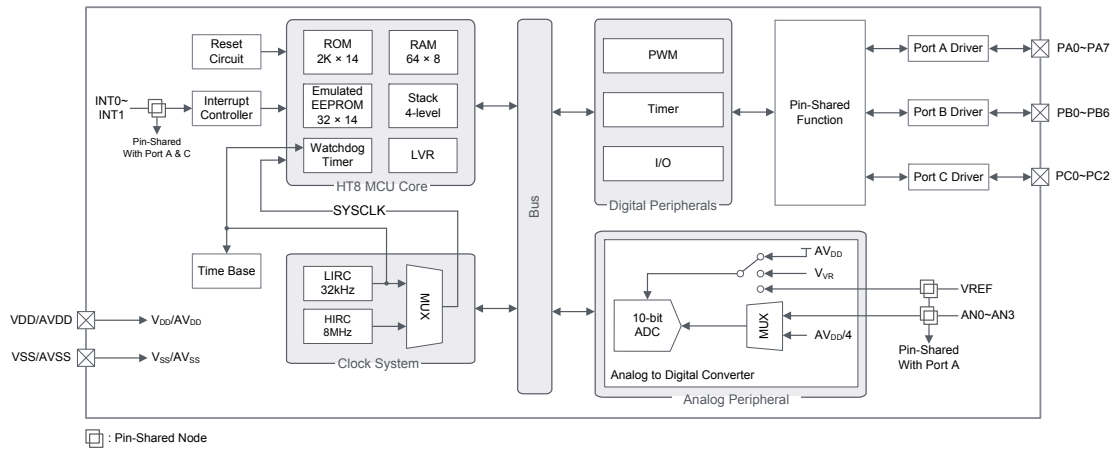 Reset
Circuit
INT0~
INT1
Pin-Shared
With Port A & C
Interrupt
Controller
ROM
2K × 14
RAM
64 × 8
Emulated
EEPROM
32 × 14
Stack
4-level
Watchdog
Timer
LVR
HT8 MCU Core
SYSCLK
Time Base
LIRC
32kHz
HIRC
8MHz
MUX
Clock System
VDD/AVDD
VDD/AVDD
VSS/AVSS
VSS/AVSS
Bus
PWM
Timer
I/O
Digital Peripherals
Pin-Shared
Function
Port A Driver
PA0~PA7
Port B Driver
PB0~PB6
Port C Driver
PC0~PC2
AVDD
VVR
VREF
10-bit
ADC
MUX
AN0~AN3
AVDD/4
Pin-Shared
With Port A
Analog to Digital Converter
Analog Peripheral
: Pin-Shared Node